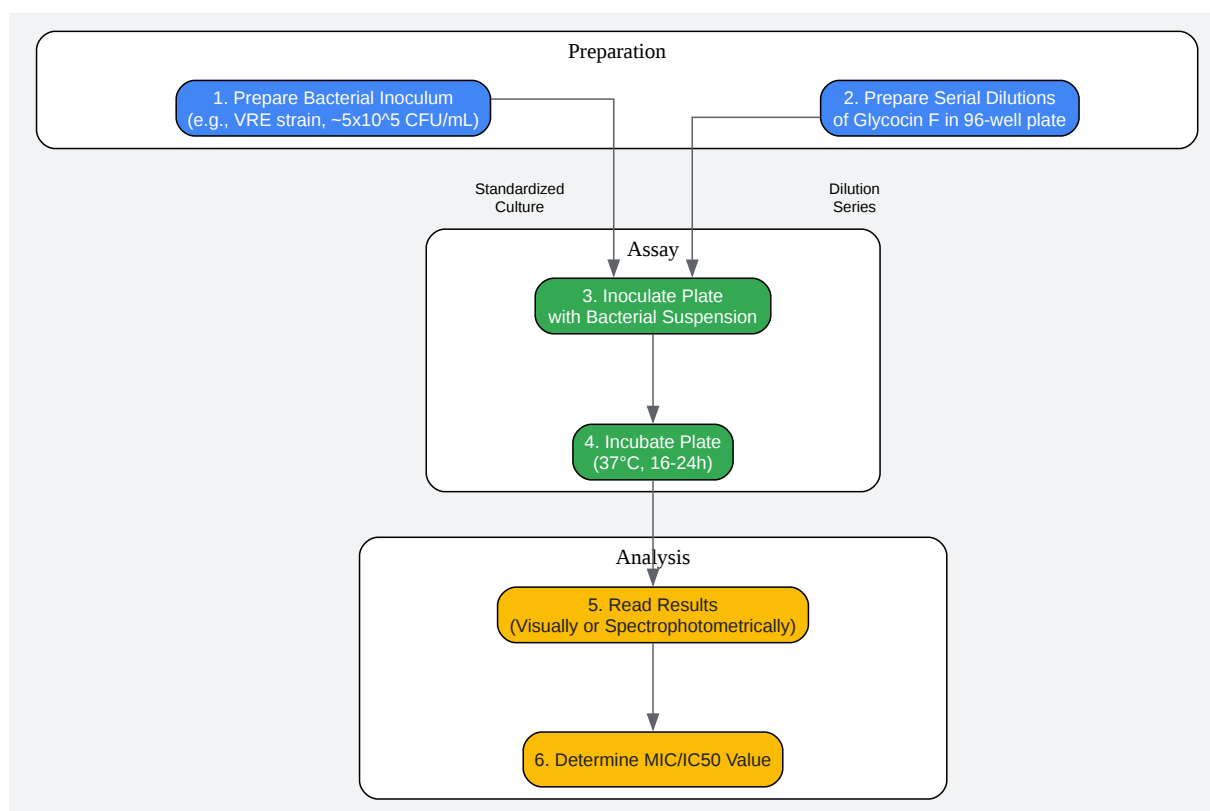 Preparation
1. Prepare Bacterial Inoculum
(e.g., VRE strain, ~5x10^5 CFU/mL)
2. Prepare Serial Dilutions
of Glycocin F in 96-well plate
Standardized
Culture
Dilution
Series
Assay
3. Inoculate Plate
with Bacterial Suspension
4. Incubate Plate
(37°C, 16-24h)
Analysis
5. Read Results
(Visually or Spectrophotometrically)
6. Determine MIC/IC50 Value